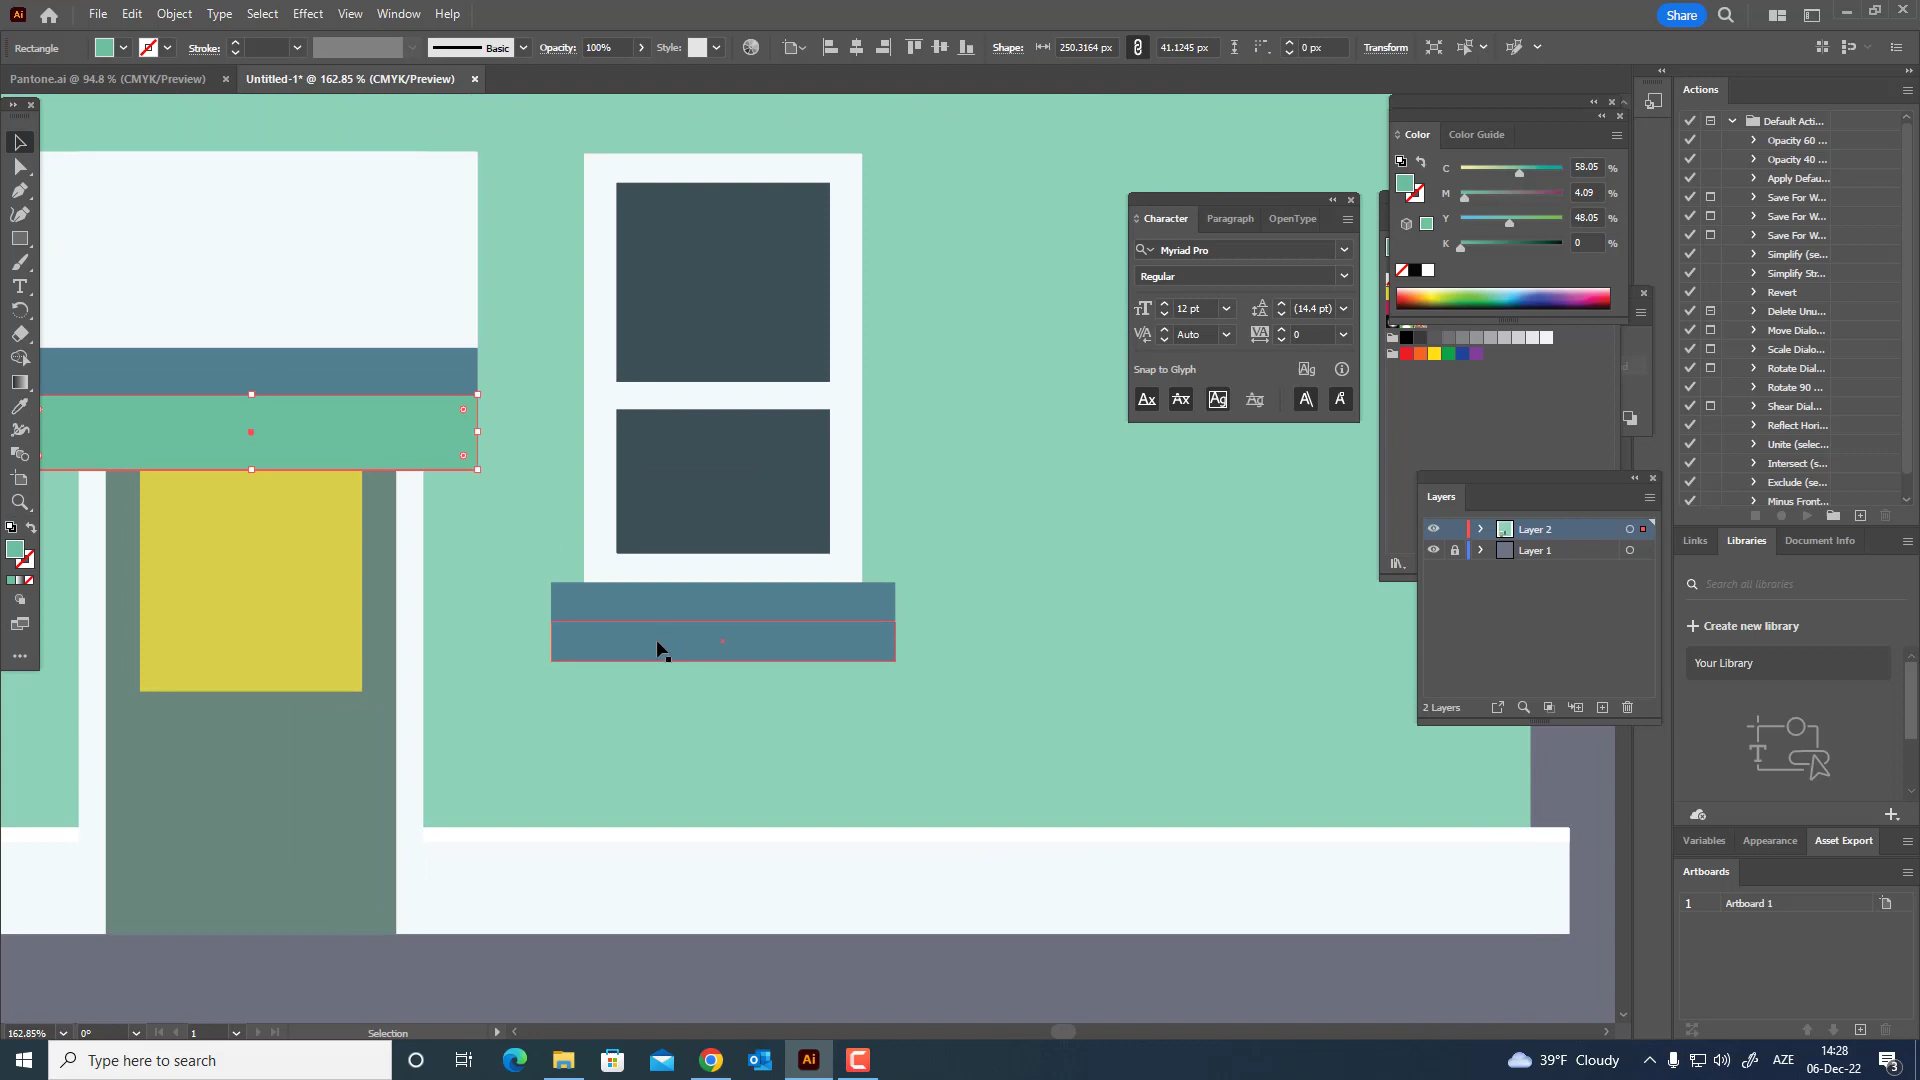 File Edit Object Type Select Effect View Window Help
Share
Rectangle Stroke: Basic Opacity: 100% Style: Shape: 250.3164 px 41.1245 px 0 px Transform
Pantone.ai @ 94.8 % (CMYK/Preview) Untitled-1* @ 162.85 % (CMYK/Preview)
Actions
Default Acti...
Opacity 60 ...
Opacity 40 ...
Apply Defau...
Save For W...
Save For W...
Save For W...
Simplify (se...
Simplify Str...
Revert
Delete Unu...
Move Dialo...
Scale Dialo...
Rotate Dial...
Rotate 90 ...
Shear Dial...
Reflect Hori...
Unite (selec...
Intersect (s...
Exclude (se...
Minus Front...
Color Color Guide
C 58.05 %
M 4.09 %
Y 48.05 %
K 0 %
Character Paragraph OpenType
Myriad Pro
Regular
12 pt (14.4 pt)
Auto 0
Snap to Glyph
Layers
Layer 2
Layer 1
2 Layers
Links Libraries Document Info
Search all libraries
Create new library
Your Library
Variables Appearance Asset Export
Artboards
1 Artboard 1
162.85% 0° 1 Selection
Type here to search
39°F Cloudy AZE 14:28
06-Dec-22
3